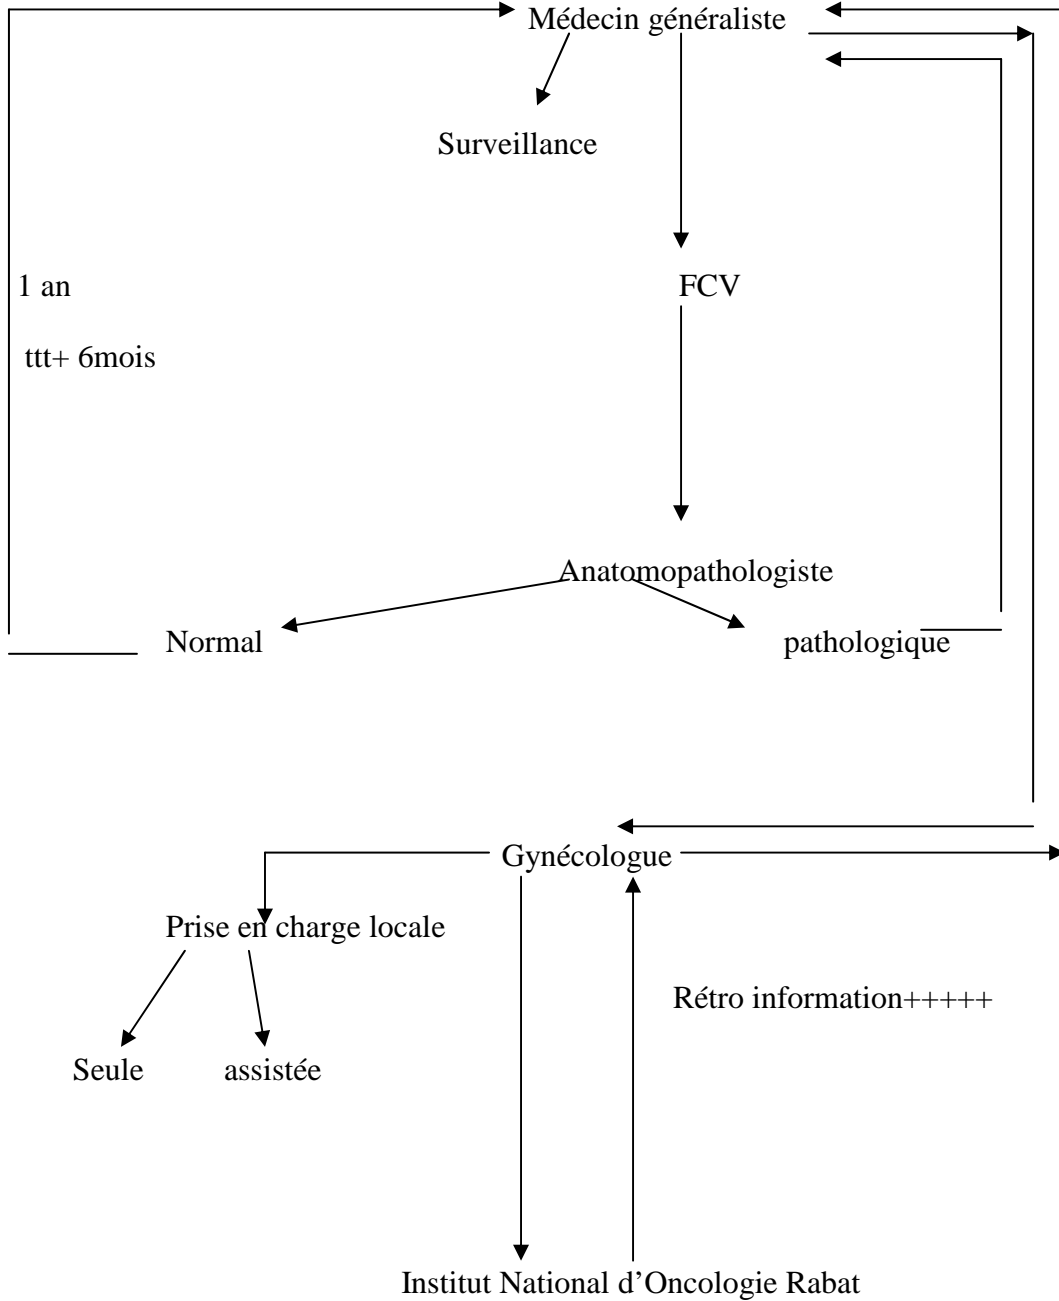 Médecin généraliste
Surveillance
1 an
FCV
ttt+ 6mois
Anatomopathologiste
Normal
pathologique
Gynécologue
Prise en charge locale
Rétro information+++++
Seule
assistée
Institut National d’Oncologie Rabat